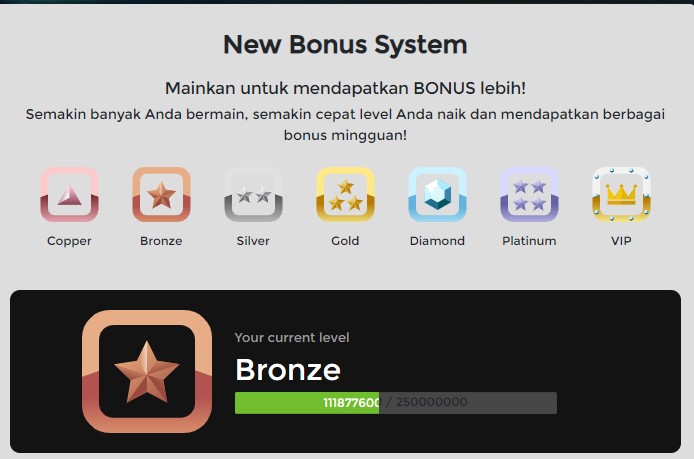 New Bonus System
Mainkan untuk mendapatkan BONUS lebih!
Semakin banyak Anda bermain, semakin cepat level Anda naik dan mendapatkan berbagai
bonus mingguan!
Copper Bronze Silver Gold Diamond Platinum VIP
Your current level
Bronze
111877600 / 250000000